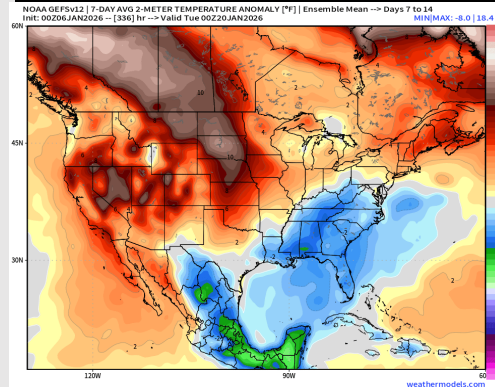 NOAA GEFSv12 | 7-DAY AVG 2-METER TEMPERATURE ANOMALY [°F] | Ensemble Mean --> Days 7 to 14
Init: 00Z06JAN2026 -- [336] hr --> Valid Tue 00Z20JAN2026
MIN|MAX: -8.0 | 18.4
60N
45N
30N
120W
90W
60
weathermodels.com